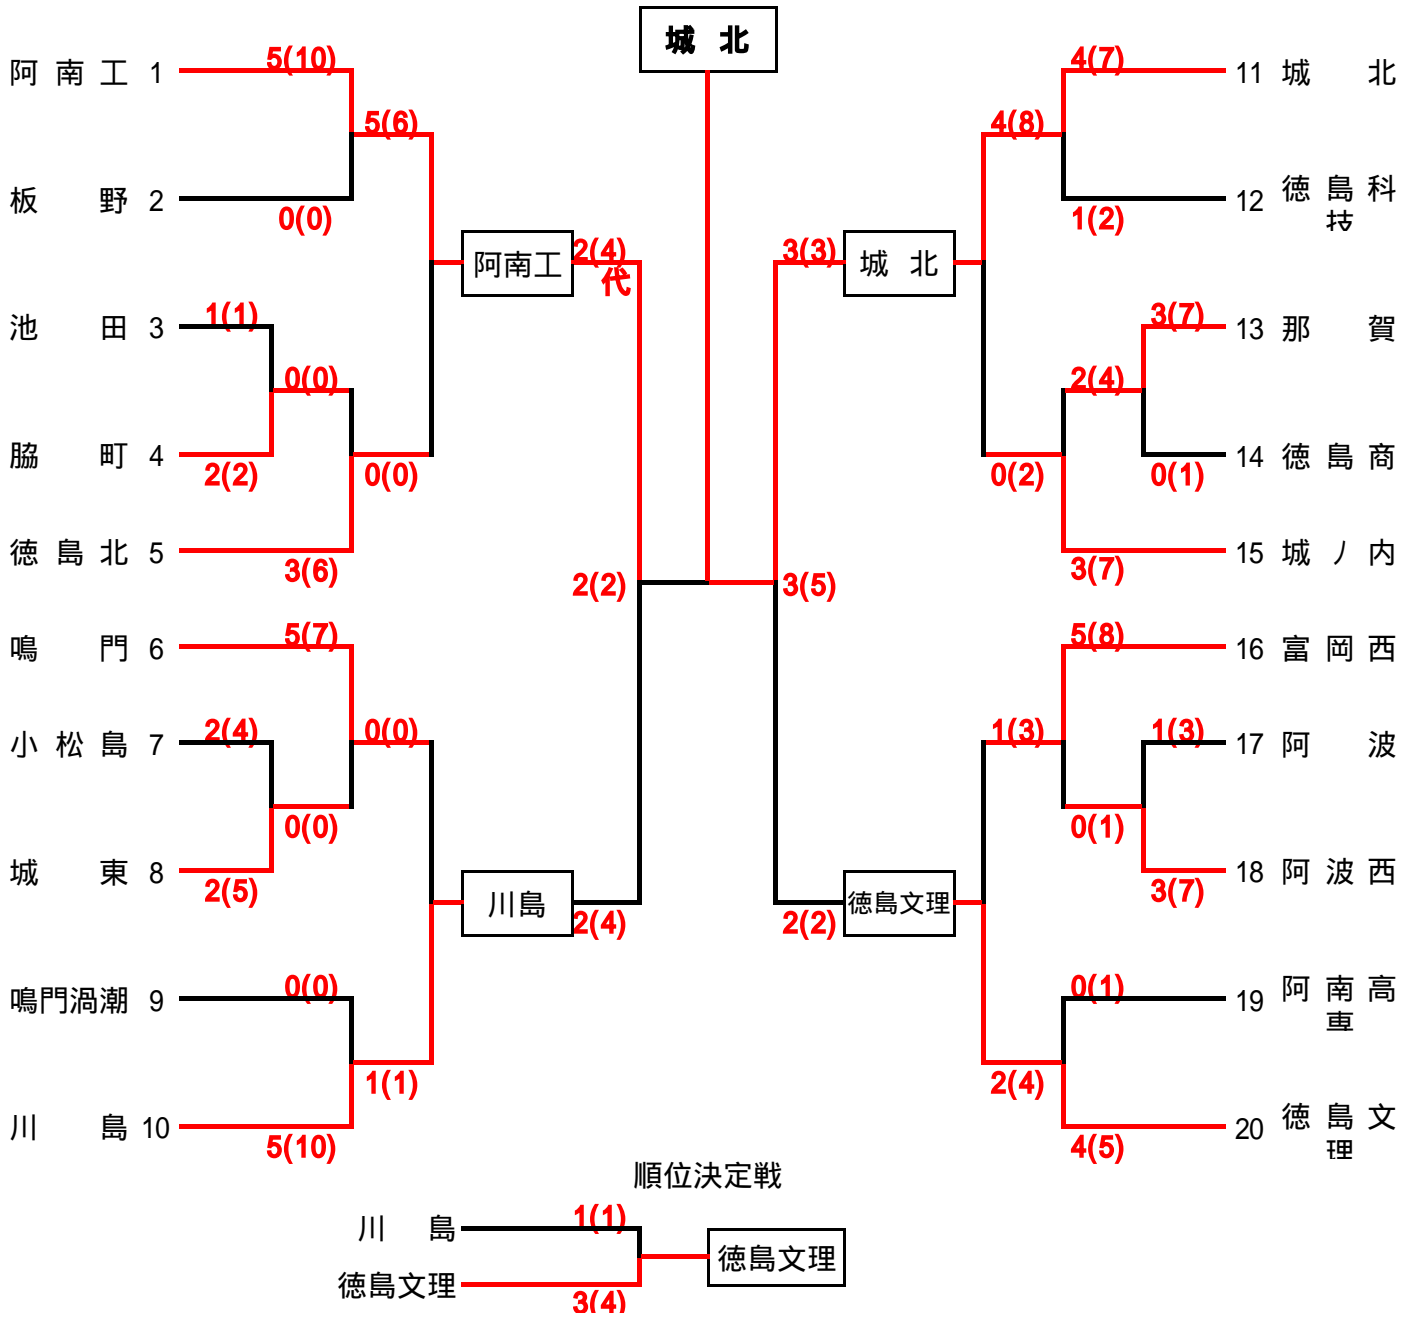 城 北
阿南工 1 5(10)
板野 2 0(0)
5(6)
池田 3 1(1)
脇町 4 2(2)
0(0)
徳島北 5 3(6)
0(0)
阿南工 2(4)
代
鳴門 6 5(7)
小松島 7 2(4)
城東 8 2(5)
0(0)
0(0)
鳴門渦潮 9 0(0)
川島 10 5(10)
1(1)
川島 2(4)
2(2)
3(5)
4(7) 11 城北
1(2) 12 徳島科
技
4(8)
3(3) 城 北
3(7) 13 那賀
0(1) 14 徳島商
2(4)
3(7) 15 城ノ内
0(2)
5(8) 16 富岡西
1(3) 17 阿波
3(7) 18 阿波西
0(1)
1(3)
2(2) 徳島文理
0(1) 19 阿南高
専
4(5) 20 徳島文
理
2(4)
順位決定戦
川島 1(1)
徳島文理 3(4)
徳島文理